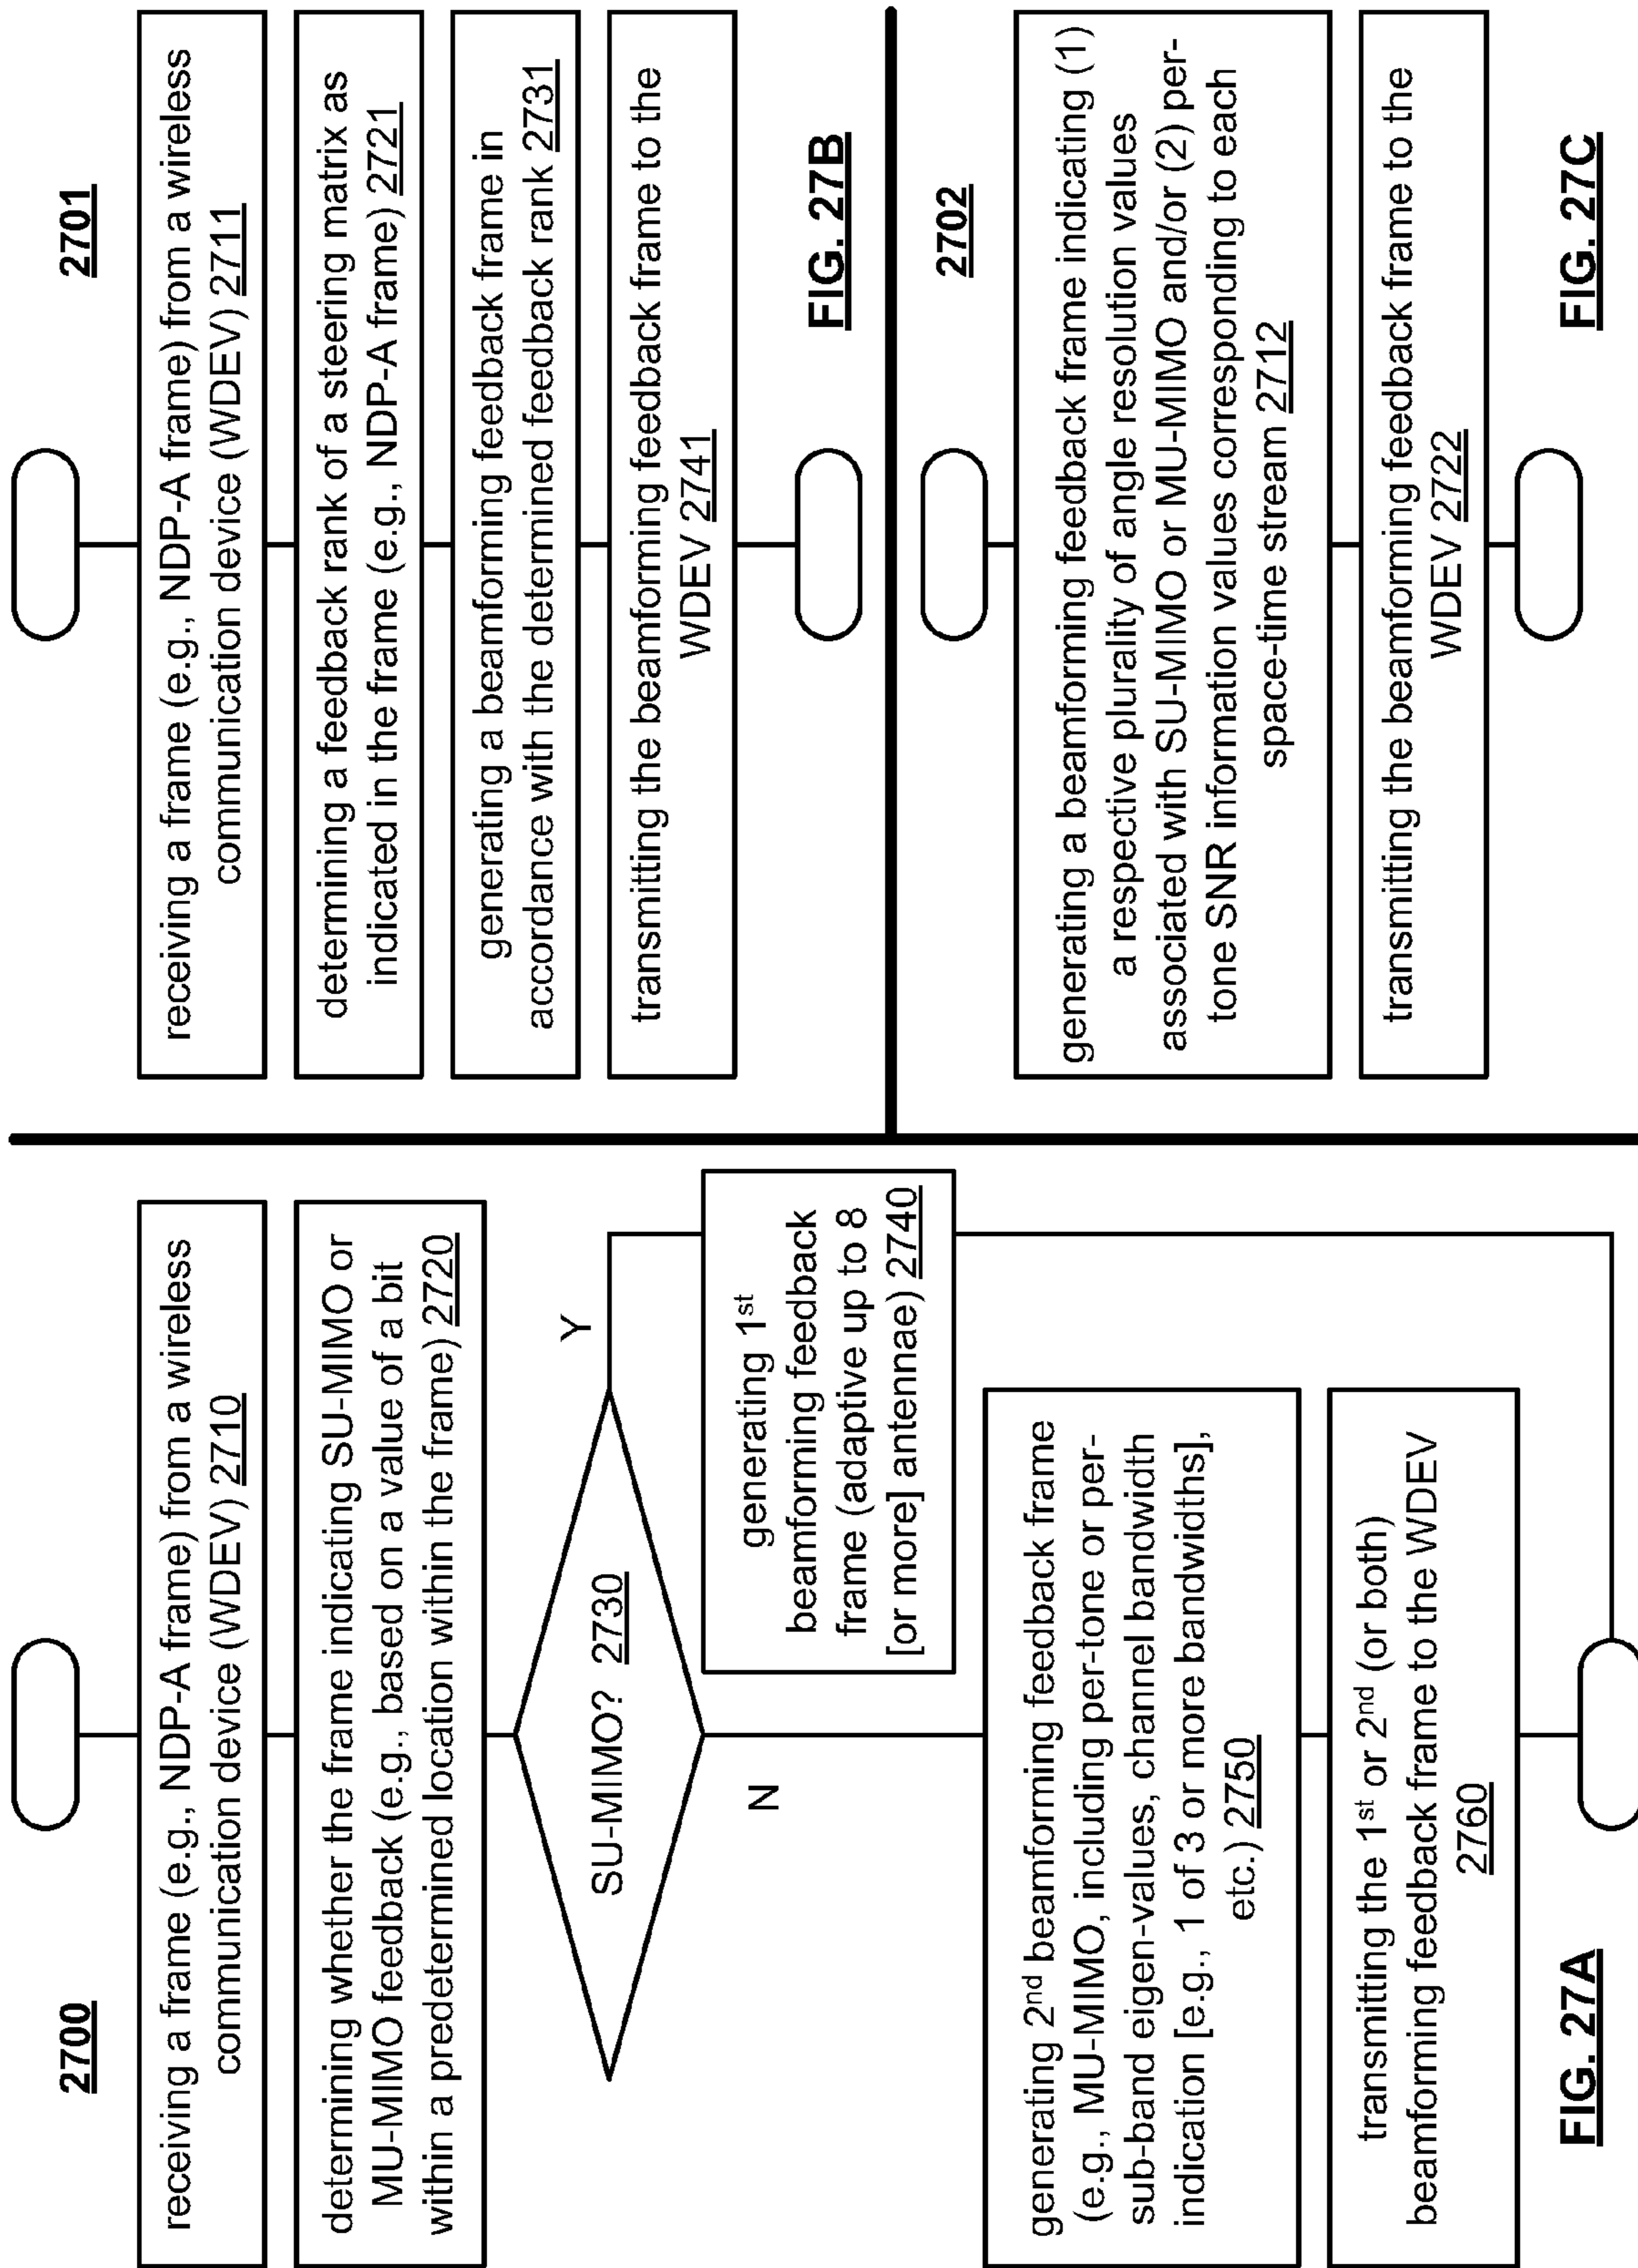 2700
receiving a frame (e.g., NDP-A frame) from a wireless
communication device (WDEV) 2710
determining whether the frame indicating SU-MIMO or
MU-MIMO feedback (e.g., based on a value of a bit
within a predetermined location within the frame) 2720
SU-MIMO? 2730
Y
N
generating 1st
beamforming feedback
frame (adaptive up to 8
[or more] antennae) 2740
generating 2nd beamforming feedback frame
(e.g., MU-MIMO, including per-tone or per-
sub-band eigen-values, channel bandwidth
indication [e.g., 1 of 3 or more bandwidths],
etc.) 2750
transmitting the 1st or 2nd (or both)
beamforming feedback frame to the WDEV
2760
FIG. 27A
2701
receiving a frame (e.g., NDP-A frame) from a wireless
communication device (WDEV) 2711
determining a feedback rank of a steering matrix as
indicated in the frame (e.g., NDP-A frame) 2721
generating a beamforming feedback frame in
accordance with the determined feedback rank 2731
transmitting the beamforming feedback frame to the
WDEV 2741
FIG. 27B
2702
generating a beamforming feedback frame indicating (1)
a respective plurality of angle resolution values
associated with SU-MIMO or MU-MIMO and/or (2) per-
tone SNR information values corresponding to each
space-time stream 2712
transmitting the beamforming feedback frame to the
WDEV 2722
FIG. 27C